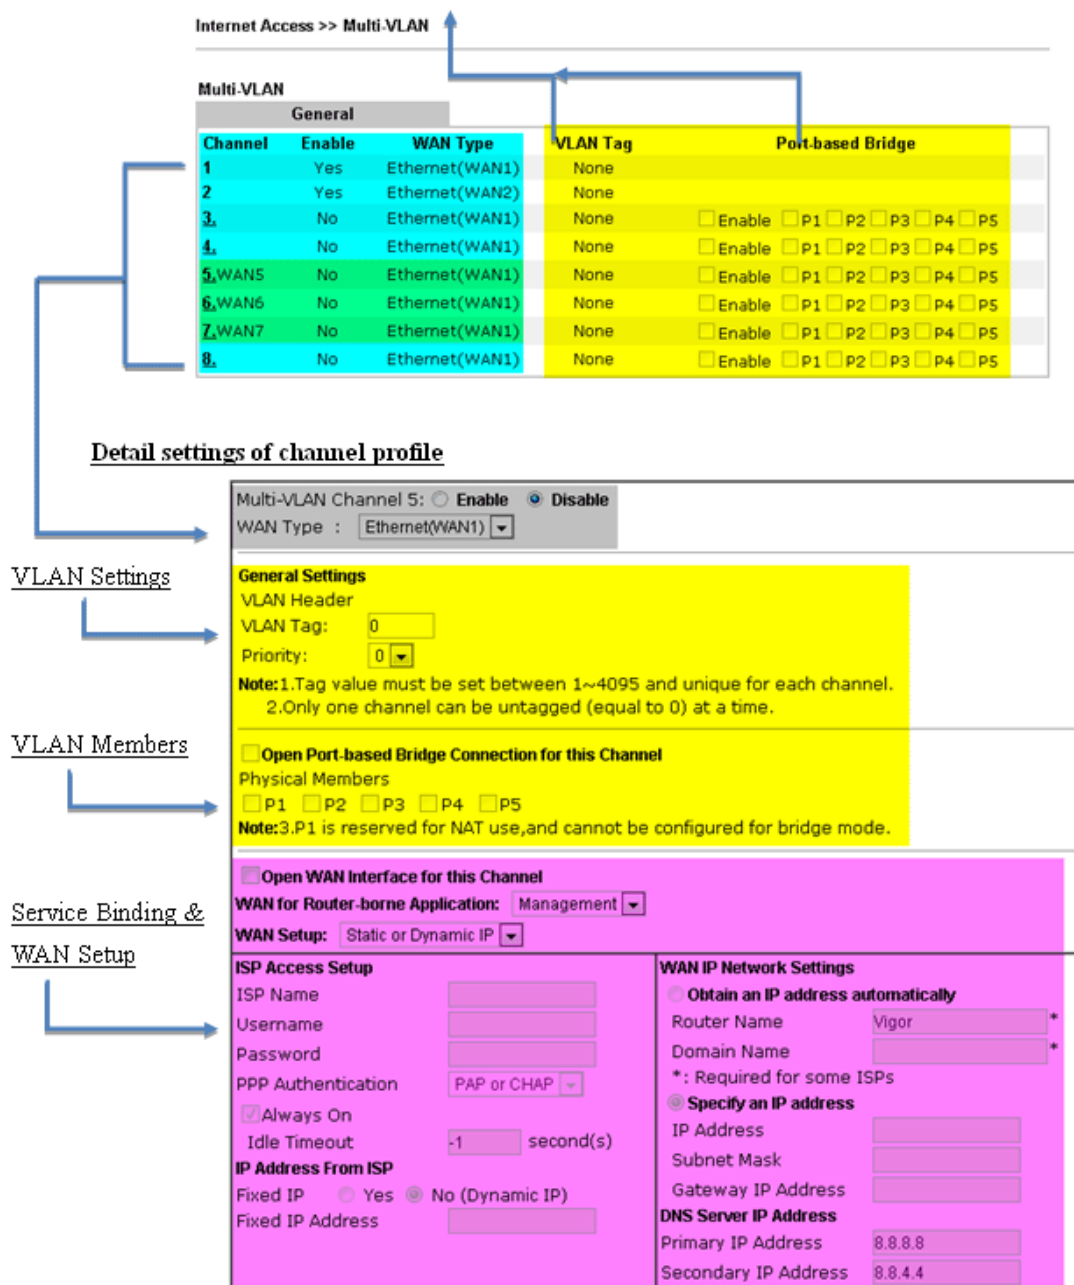 Internet Access >> Multi-VLAN
Multi-VLAN
General
Channel Enable WAN Type VLAN Tag Port-based Bridge
1 Yes Ethernet(WAN1) None
2 Yes Ethernet(WAN2) None
3. No Ethernet(WAN1) None Enable P1 P2 P3 P4 P5
4. No Ethernet(WAN1) None Enable P1 P2 P3 P4 P5
5.WAN5 No Ethernet(WAN1) None Enable P1 P2 P3 P4 P5
6.WAN6 No Ethernet(WAN1) None Enable P1 P2 P3 P4 P5
7.WAN7 No Ethernet(WAN1) None Enable P1 P2 P3 P4 P5
8. No Ethernet(WAN1) None Enable P1 P2 P3 P4 P5
Detail settings of channel profile
Multi-VLAN Channel 5: Enable Disable
WAN Type : Ethernet(WAN1)
VLAN Settings
General Settings
VLAN Header
VLAN Tag: 0
Priority: 0
Note:1.Tag value must be set between 1~4095 and unique for each channel.
2.Only one channel can be untagged (equal to 0) at a time.
VLAN Members
Open Port-based Bridge Connection for this Channel
Physical Members
P1 P2 P3 P4 P5
Note:3.P1 is reserved for NAT use,and cannot be configured for bridge mode.
Service Binding &
WAN Setup
Open WAN Interface for this Channel
WAN for Router-borne Application: Management
WAN Setup: Static or Dynamic IP
ISP Access Setup
ISP Name
Username
Password
PPP Authentication PAP or CHAP
Always On
Idle Timeout -1 second(s)
IP Address From ISP
Fixed IP Yes No (Dynamic IP)
Fixed IP Address
WAN IP Network Settings
Obtain an IP address automatically
Router Name Vigor *
Domain Name *
*: Required for some ISPs
Specify an IP address
IP Address
Subnet Mask
Gateway IP Address
DNS Server IP Address
Primary IP Address 8.8.8.8
Secondary IP Address 8.8.4.4